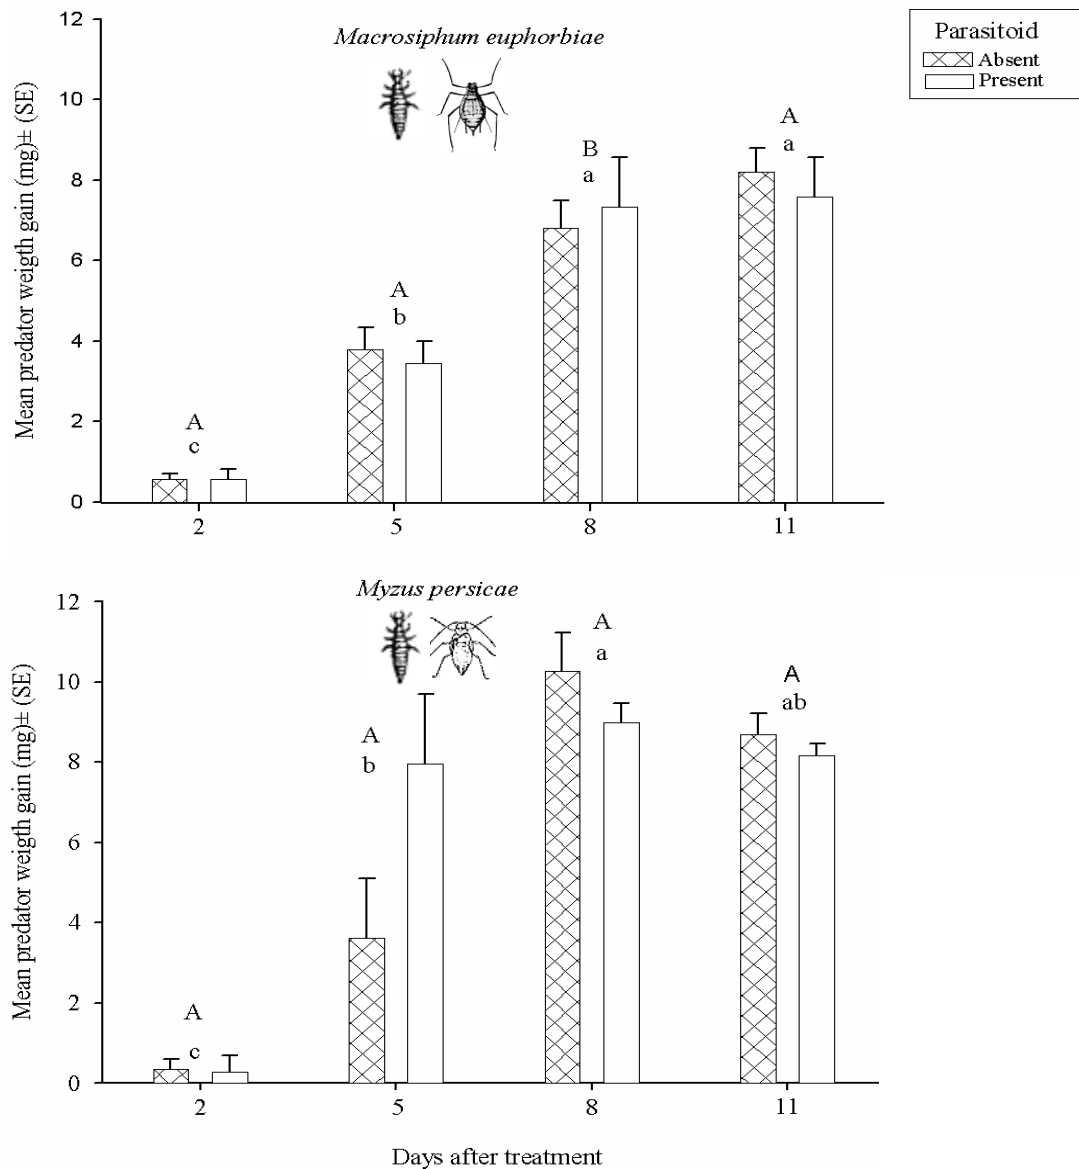 Parasitoid
Absent
Present
Macrosiphum euphorbiae
Mean predator weigth gain (mg)± (SE)
12
10
8
6
4
2
0
A
c
A
b
B
a
A
a
2
5
8
11
Myzus persicae
Mean predator weigth gain (mg)± (SE)
12
10
8
6
4
2
0
A
c
A
b
A
a
A
ab
2
5
8
11
Days after treatment